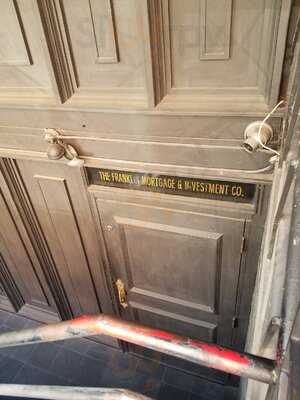 THE FRANKLIN MORTGAGE & INVESTMENT CO.